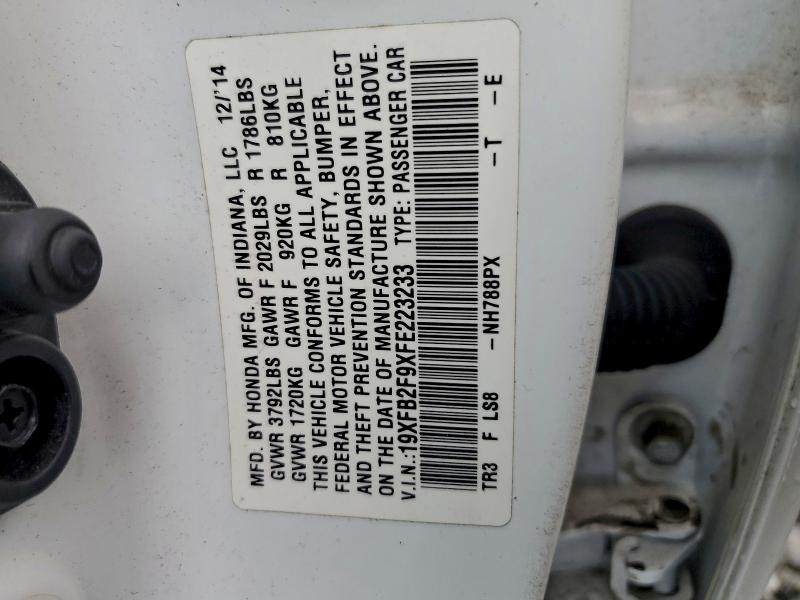 MFD. BY HONDA MFG. OF INDIANA, LLC 12/'14
GVWR 3792LBS GAWR F 2029LBS R 1786LBS
GVWR 1720KG GAWR F 920KG R 810KG
THIS VEHICLE CONFORMS TO ALL APPLICABLE
FEDERAL MOTOR VEHICLE SAFETY, BUMPER,
AND THEFT PREVENTION STANDARDS IN EFFECT
ON THE DATE OF MANUFACTURE SHOWN ABOVE.
V.I.N.:19XFB2F9XFE223233 TYPE: PASSENGER CAR
TR3 F LS8 -NH788PX -T -E